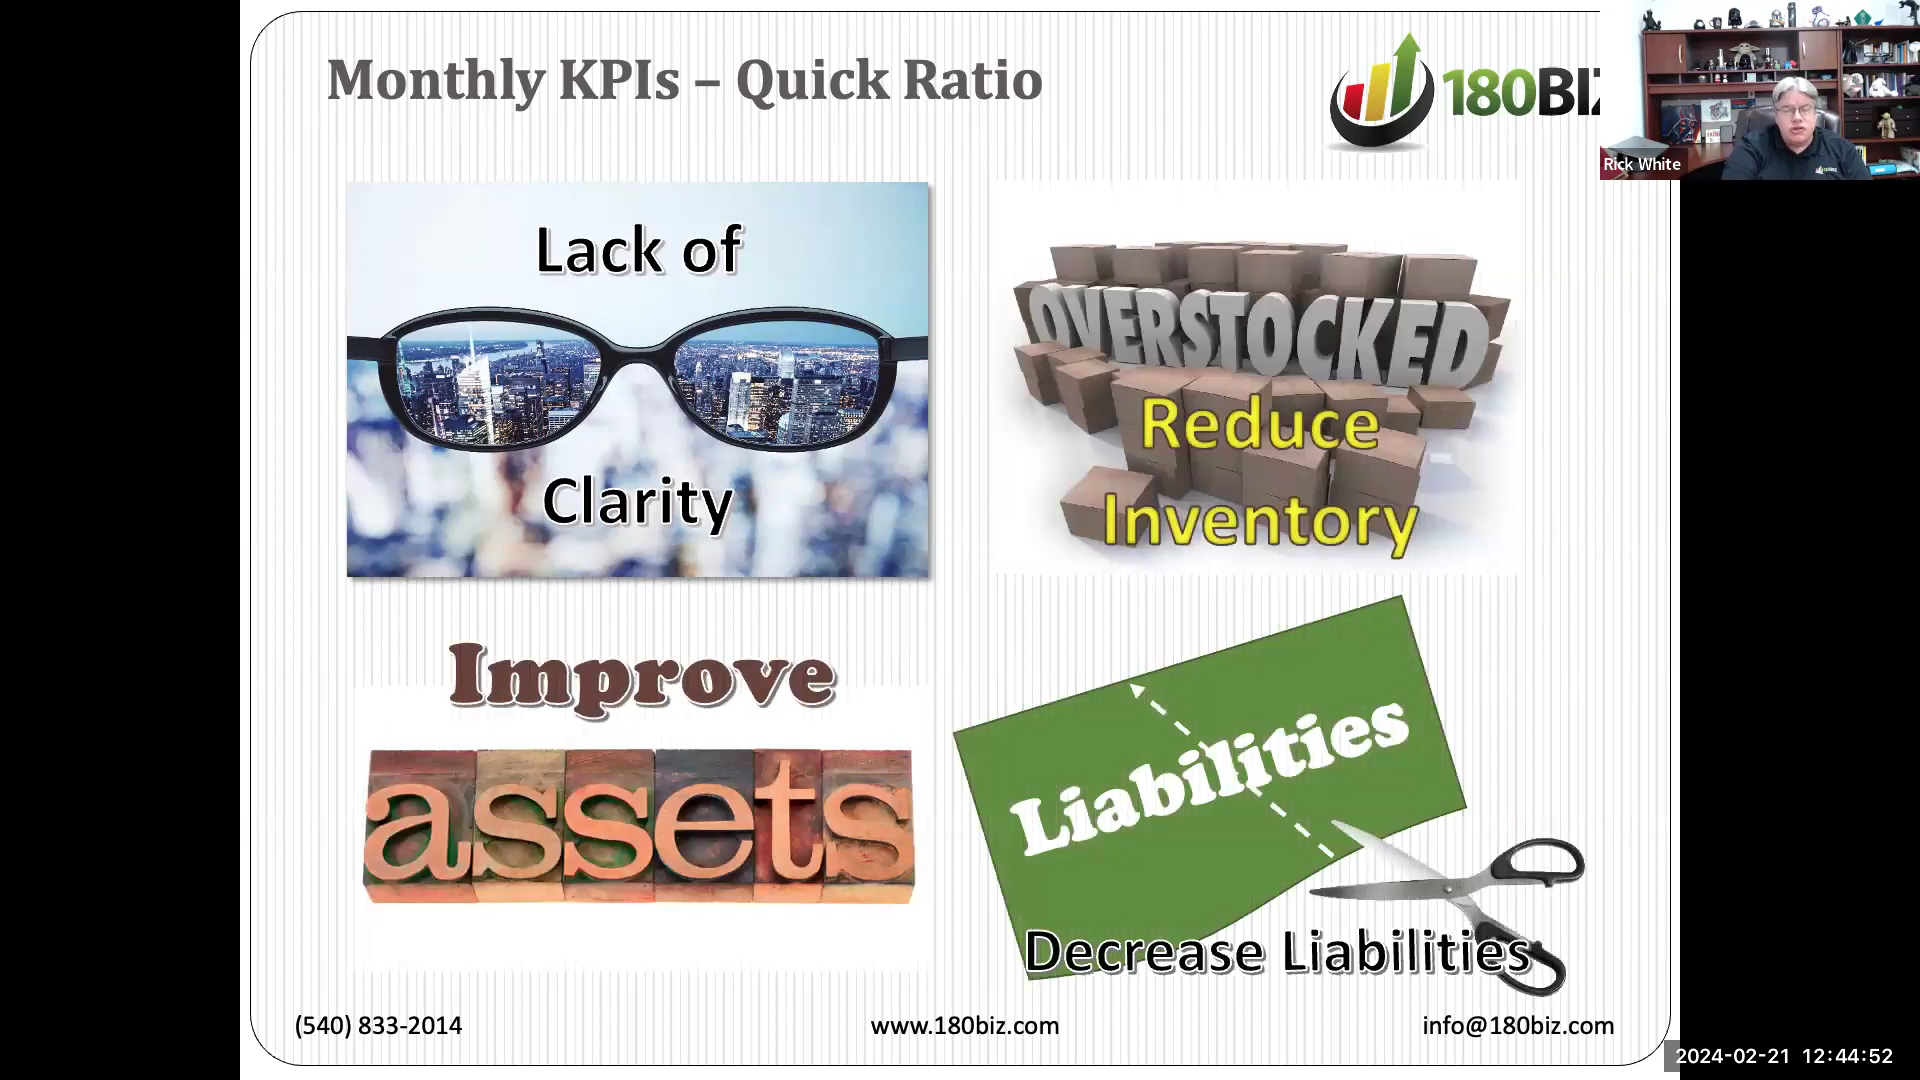 Monthly KPIs – Quick Ratio
180BIZ
Rick White
Lack of
Clarity
OVERSTOCKED
Reduce
Inventory
Improve
assets
Liabilities
Decrease Liabilities
(540) 833-2014
www.180biz.com
info@180biz.com
2024-02-21 12:44:52